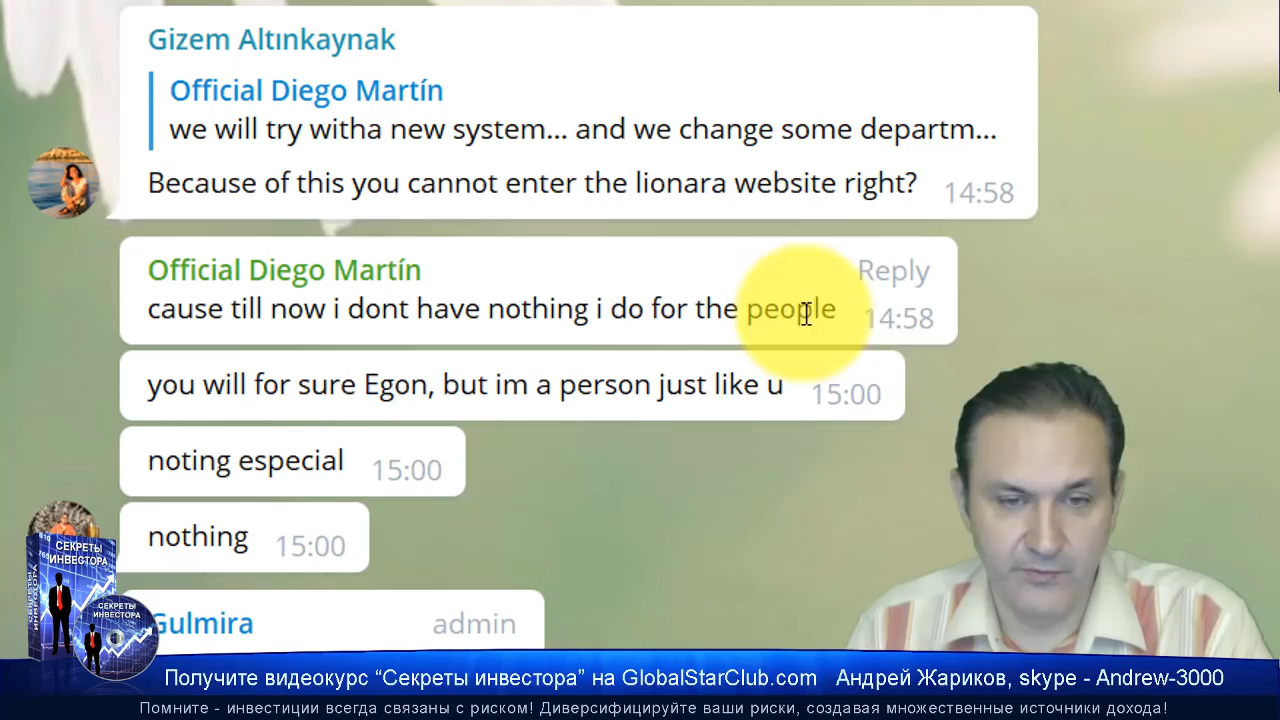 Gizem Altınkaynak
Official Diego Martín
we will try witha new system... and we change some departm...
Because of this you cannot enter the lionara website right? 14:58
Official Diego Martín Reply
cause till now i dont have nothing i do for the people 14:58
you will for sure Egon, but im a person just like u 15:00
noting especial 15:00
nothing 15:00
Gulmira admin
СЕКРЕТЫ
ИНВЕСТОРА
СЕКРЕТЫ
ИНВЕСТОРА
Получите видеокурс “Секреты инвестора” на GlobalStarClub.com Андрей Жариков, skype - Andrew-3000
Помните - инвестиции всегда связаны с риском! Диверсифицируйте ваши риски, создавая множественные источники дохода!